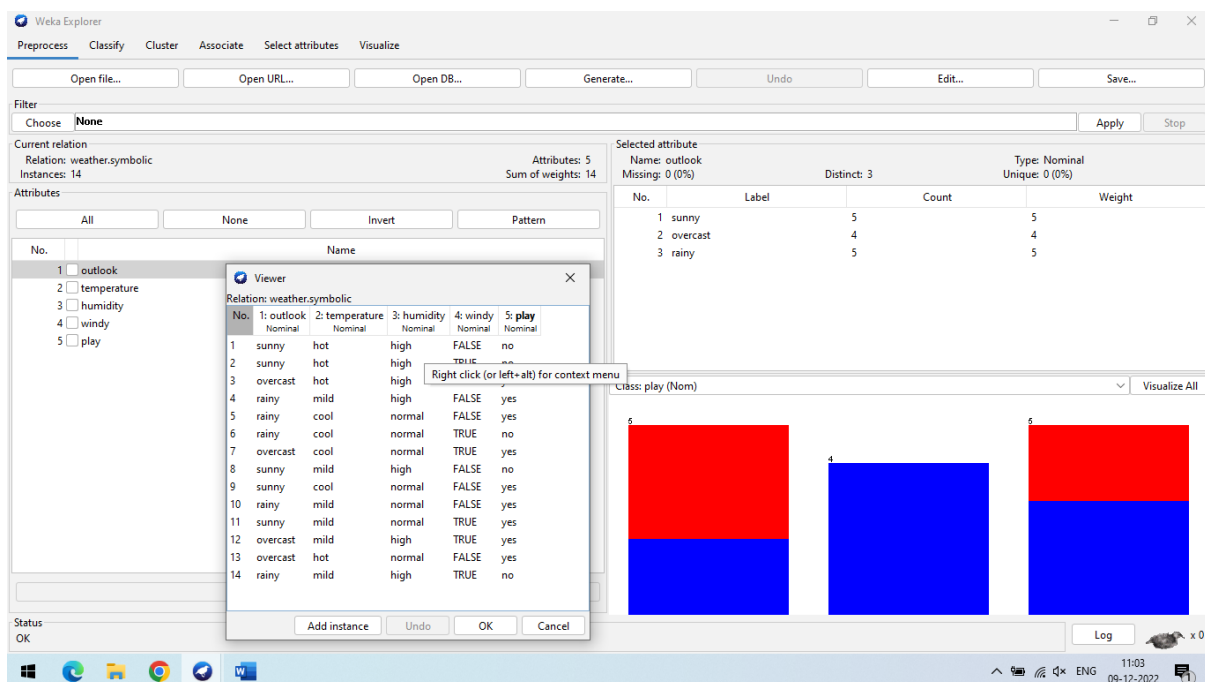 Weka Explorer
Preprocess Classify Cluster Associate Select attributes Visualize
Open file... Open URL... Open DB... Generate... Undo Edit... Save...
Filter
Choose None Apply Stop
Current relation
Relation: weather.symbolic Attributes: 5
Instances: 14 Sum of weights: 14
Selected attribute
Name: outlook Type: Nominal
Missing: 0 (0%) Distinct: 3 Unique: 0 (0%)
Attributes
All None Invert Pattern
No. Name
1 outlook
2 temperature
3 humidity
4 windy
5 play
No. Label Count Weight
1 sunny 5 5
2 overcast 4 4
3 rainy 5 5
Viewer
Relation: weather.symbolic
No. 1: outlook 2: temperature 3: humidity 4: windy 5: play
Nominal Nominal Nominal Nominal Nominal
1 sunny hot high FALSE no
2 sunny hot high TRUE no
Right click (or left+alt) for context menu
3 overcast hot high
4 rainy mild high FALSE yes
5 rainy cool normal FALSE yes
6 rainy cool normal TRUE no
7 overcast cool normal TRUE yes
8 sunny mild high FALSE no
9 sunny cool normal FALSE yes
10 rainy mild normal FALSE yes
11 sunny mild normal TRUE yes
12 overcast mild high TRUE yes
13 overcast hot normal FALSE yes
14 rainy mild high TRUE no
Add instance Undo OK Cancel
Class: play (Nom) Visualize All
5 4 5
Status
OK
Log x 0
ENG 11:03
09-12-2022
1